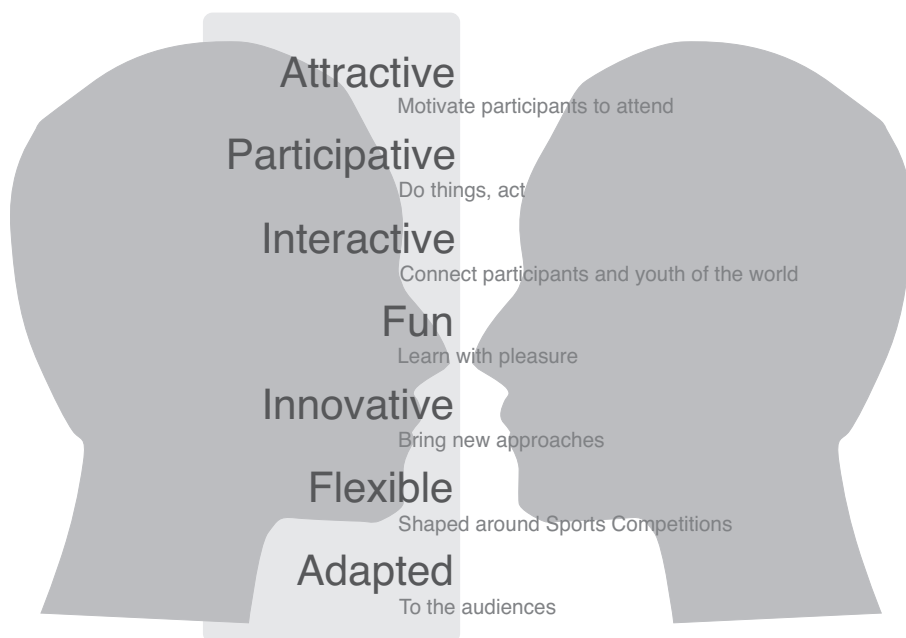 Attractive
Motivate participants to attend
Participative
Do things, act
Interactive
Connect participants and youth of the world
Fun
Learn with pleasure
Innovative
Bring new approaches
Flexible
Shaped around Sports Competitions
Adapted
To the audiences